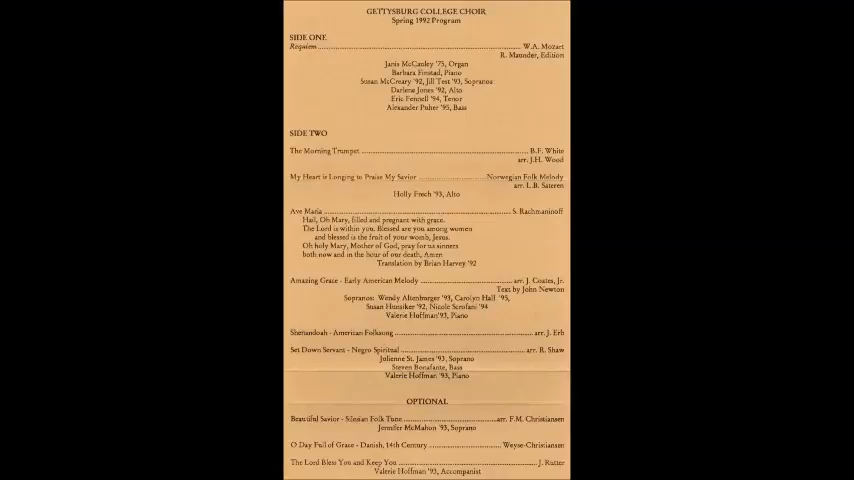 GETTYSBURG COLLEGE CHOIR
Spring 1992 Program
SIDE ONE
Requiem ........ W.A. Mozart
R. Maunder, Edition
Janis McCauley '73, Organ
Barbara Finstad, Piano
Susan McCreary '92, Jill Test '93, Sopranos
Darlene Jones '92, Alto
Eric Fennell '94, Tenor
Alexander Puher '95, Bass
SIDE TWO
The Morning Trumpet ........ B.F. White
arr. J.H. Wood
My Heart is Longing to Praise My Savior ........ Norwegian Folk Melody
arr. L.B. Sateren
Holly Frech '93, Alto
Ave Maria ........ S. Rachmaninoff
Hail, Oh Mary, filled and pregnant with grace.
The Lord is within you. Blessed are you among women
and blessed is the fruit of your womb, Jesus.
Oh holy Mary, Mother of God, pray for us sinners
both now and in the hour of our death, Amen
Translation by Brian Harvey '92
Amazing Grace - Early American Melody ........ arr. J. Coates, Jr.
Text by John Newton
Sopranos: Wendy Altenburger '93, Carolyn Hall '95,
Susan Hunsiker '92, Nicole Scrofani '94
Valerie Hoffman'93, Piano
Shenandoah - American Folksong ........ arr. J. Erb
Set Down Servant - Negro Spiritual ........ arr. R. Shaw
Julienne St. James '93, Soprano
Steven Bonafante, Bass
Valerie Hoffman '93, Piano
OPTIONAL
Beautiful Savior - Silesian Folk Tune ........ arr. F.M. Christiansen
Jennifer McMahon '93, Soprano
O Day Full of Grace - Danish, 14th Century ........ Weyse-Christiansen
The Lord Bless You and Keep You ........ J. Rutter
Valerie Hoffman '93, Accompanist